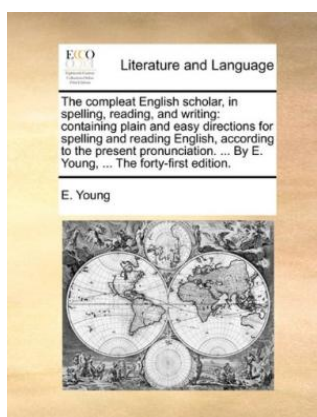 ECCO
Literature and Language
The compleat English scholar, in
spelling, reading, and writing:
containing plain and easy directions for
spelling and reading English, according
to the present pronunciation. ... By E.
Young, ... The forty-first edition.
E. Young